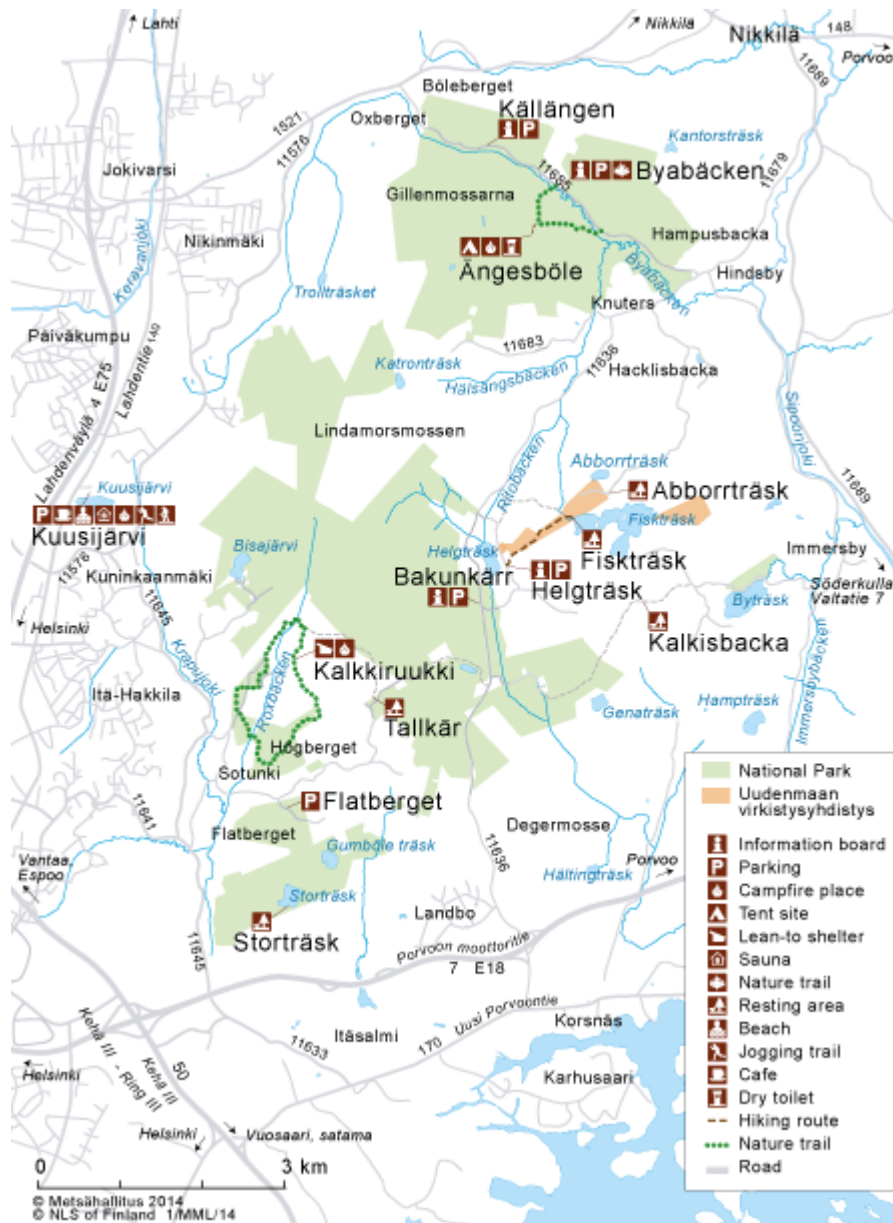 Lahti
Nikkilä
Nikkilä
148
Porvoo
11689
Böleberget
Källängen
Oxberget
1521
11576
Kantorsträsk
Jokivarsi
11685
Byabäcken
11679
Gillenmossarna
Keravanjoki
Nikinmäki
Hampusbacka
Ängesböle
Byabäcken
Hindsby
Trollträsket
Knuters
Päiväkumpu
11683
Katronträsk
Hälsängsbäcken
11636
Hacklisbacka
Lahdenväylä 4 E75
Lahdentie 140
Lindamorsmossen
Sipoonjoki
Ritobäcken
Abborrträsk
11689
Kuusijärvi
Abborrträsk
Fiskträsk
Kuusijärvi
Bisajärvi
Helgträsk
Fiskträsk
Immersby
11576
Kuninkaanmäki
Bakunkärr
Helgträsk
Söderkulla
Valtatie 7
11645
Byträsk
Helsinki
Krapujoki
Kalkisbacka
Kalkkiruukki
Itä-Hakkila
Roxbäcken
Immersbybäcken
Genaträsk
Hampträsk
Tallkär
Högberget
Sotunki
Flatberget
11641
Flatberget
Gumböle träsk
11636
Degermosse
Porvoo
Hältingträsk
Vantaa,
Espoo
Storträsk
Landbo
Storträsk
11645
Porvoon moottoritie
7 E18
Itäsalmi
Uusi Porvoontie
170
Korsnäs
11633
Karhusaari
Helsinki
Kehä III - Ring III
Kehä III
50
Helsinki
Vuosaari, satama
National Park
Uudenmaan
virkistysyhdistys
Information board
Parking
Campfire place
Tent site
Lean-to shelter
Sauna
Nature trail
Resting area
Beach
Jogging trail
Cafe
Dry toilet
Hiking route
Nature trail
Road
0 3 km
© Metsähallitus 2014
© NLS of Finland 1/MML/14